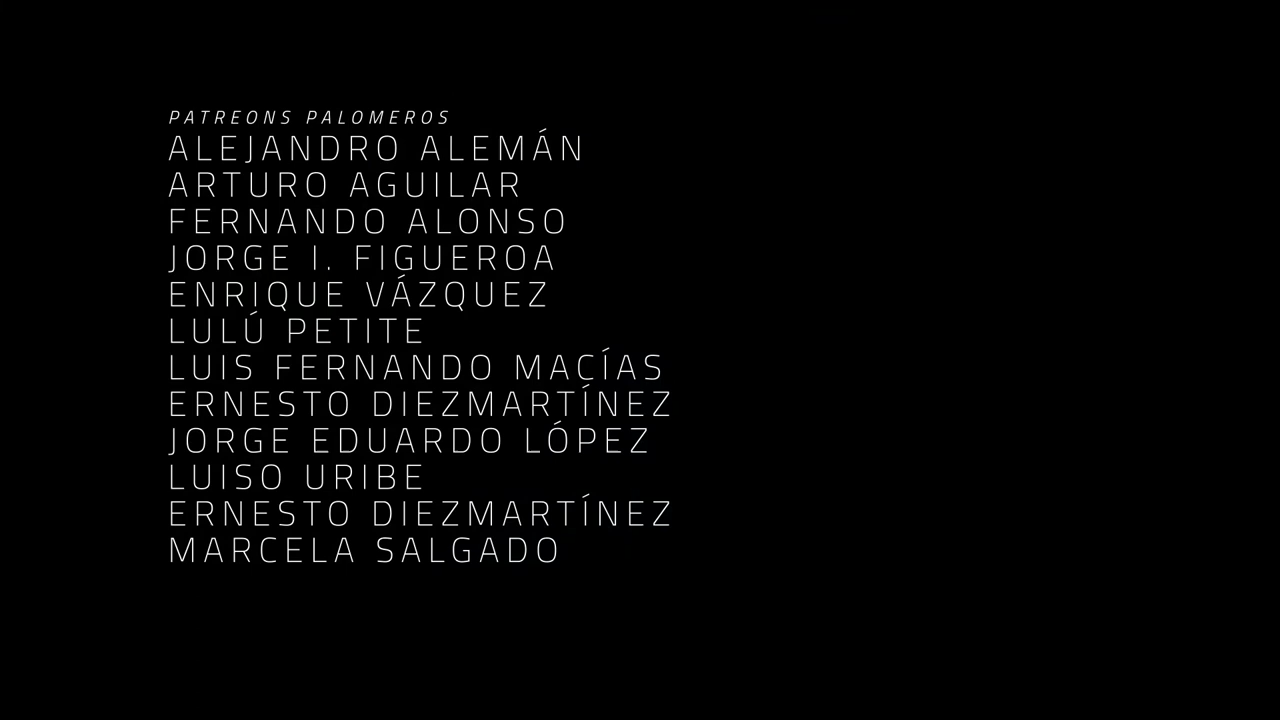 PATREONS PALOMEROS
ALEJANDRO ALEMÁN
ARTURO AGUILAR
FERNANDO ALONSO
JORGE I. FIGUEROA
ENRIQUE VÁZQUEZ
LULÚ PETITE
LUIS FERNANDO MACÍAS
ERNESTO DIEZMARTÍNEZ
JORGE EDUARDO LÓPEZ
LUISO URIBE
ERNESTO DIEZMARTÍNEZ
MARCELA SALGADO